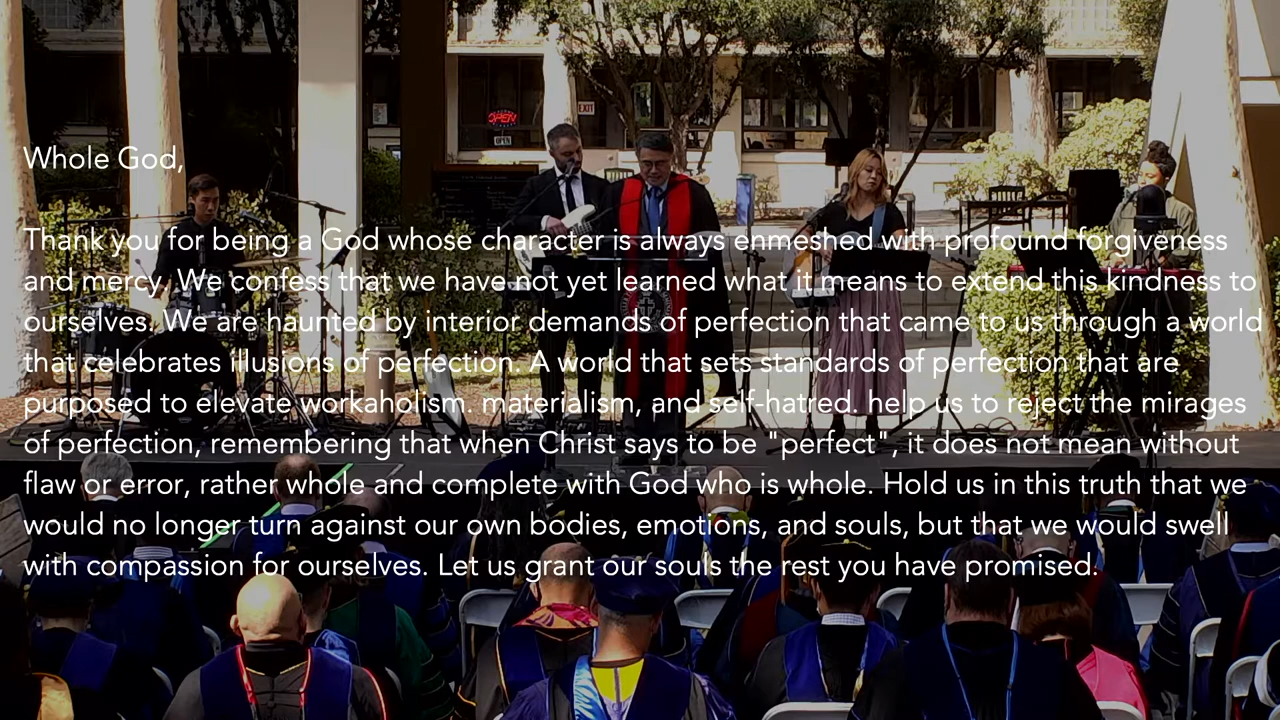 OPEN
EXIT
OPEN
Whole God,
Thank you for being a God whose character is always enmeshed with profound forgiveness
and mercy. We confess that we have not yet learned what it means to extend this kindness to
ourselves. We are haunted by interior demands of perfection that came to us through a world
that celebrates illusions of perfection. A world that sets standards of perfection that are
purposed to elevate workaholism. materialism, and self-hatred. help us to reject the mirages
of perfection, remembering that when Christ says to be "perfect", it does not mean without
flaw or error, rather whole and complete with God who is whole. Hold us in this truth that we
would no longer turn against our own bodies, emotions, and souls, but that we would swell
with compassion for ourselves. Let us grant our souls the rest you have promised.